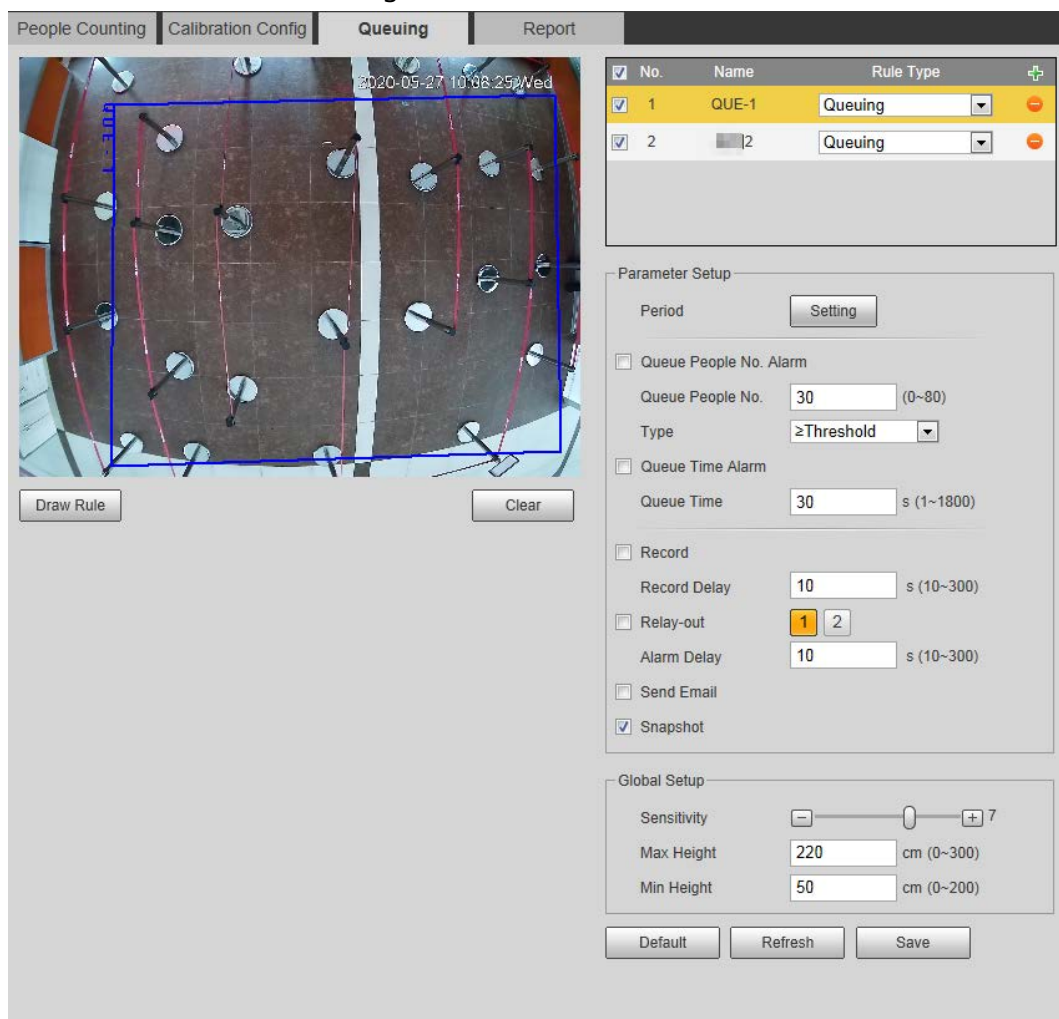 People Counting Calibration Config Queuing Report
2020-05-27 10:08:25 Wed
QUE-1
No. Name Rule Type
1 QUE-1 Queuing
2 2 Queuing
Parameter Setup
Period Setting
Queue People No. Alarm
Queue People No. 30 (0~80)
Type ≥Threshold
Queue Time Alarm
Queue Time 30 s (1~1800)
Record
Record Delay 10 s (10~300)
Relay-out 1 2
Alarm Delay 10 s (10~300)
Send Email
Snapshot
Draw Rule Clear
Global Setup
Sensitivity 7
Max Height 220 cm (0~300)
Min Height 50 cm (0~200)
Default Refresh Save